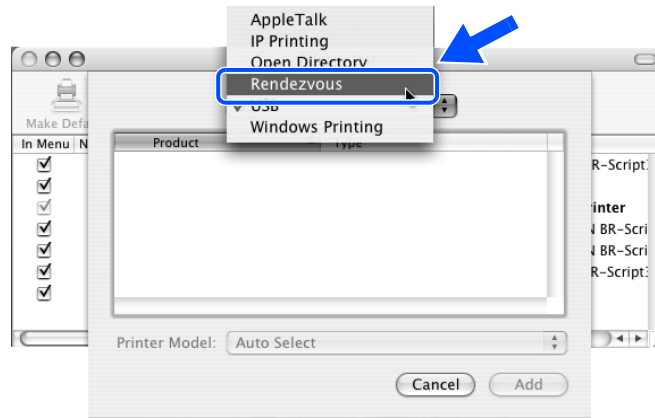 AppleTalk
IP Printing
Open Directory
Rendezvous
USB
Windows Printing
Make Defa
In Menu N
Product Type
R-Script
inter
N BR-Scri
N BR-Scri
R-Script3
Printer Model: Auto Select
Cancel Add